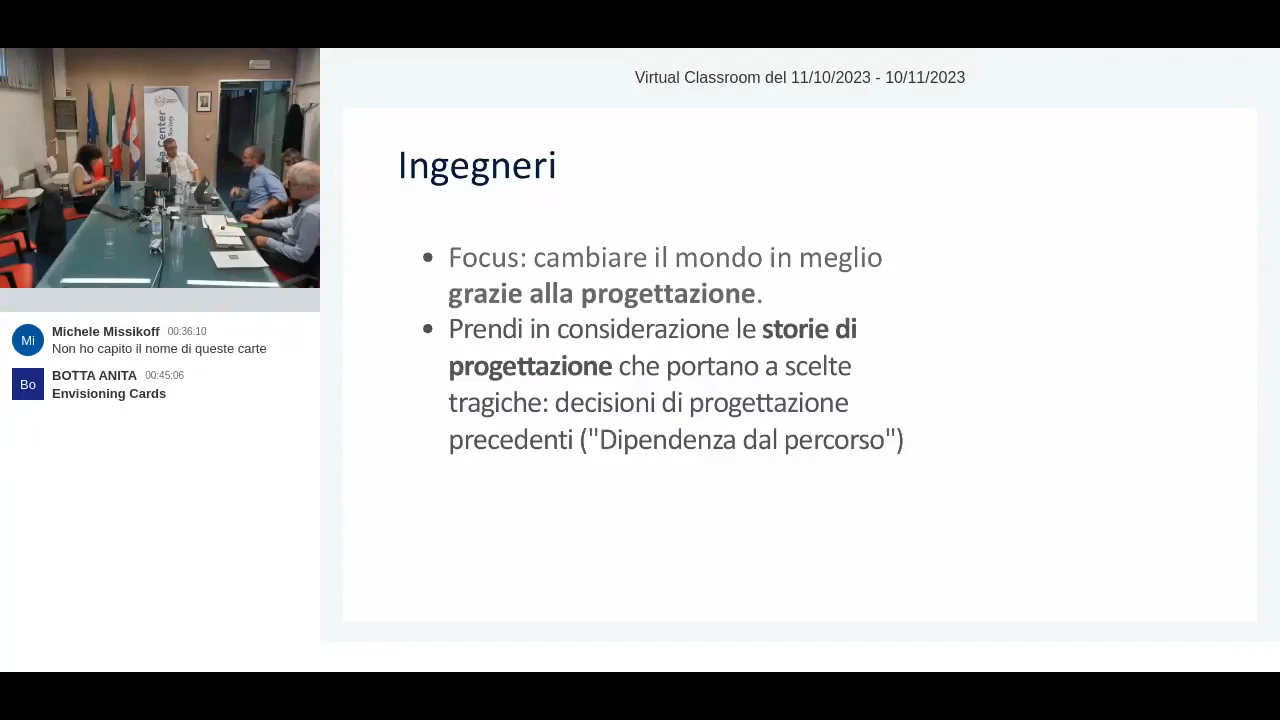 Virtual Classroom del 11/10/2023 - 10/11/2023
Ingegneri
• Focus: cambiare il mondo in meglio
grazie alla progettazione.
• Prendi in considerazione le storie di
progettazione che portano a scelte
tragiche: decisioni di progettazione
precedenti ("Dipendenza dal percorso")
Center
Society
Mi
Michele Missikoff 00:36:10
Non ho capito il nome di queste carte
Bo
BOTTA ANITA 00:45:06
Envisioning Cards